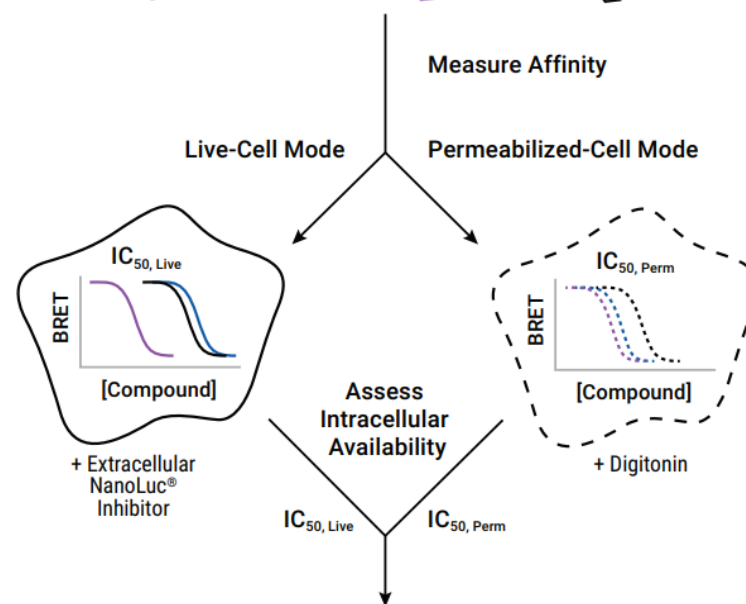 Measure Affinity
Live-Cell Mode
Permeabilized-Cell Mode
IC50, Live
BRET
[Compound]
+ Extracellular
NanoLuc®
Inhibitor
IC50, Perm
BRET
[Compound]
+ Digitonin
Assess
Intracellular
Availability
IC50, Live
IC50, Perm